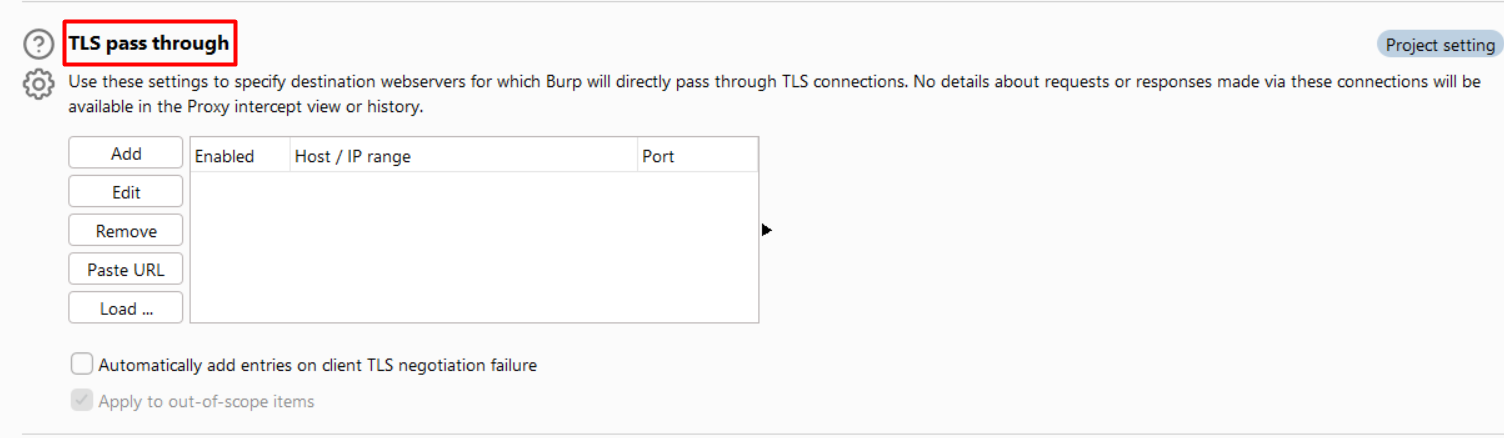 TLS pass through
Project setting
Use these settings to specify destination webservers for which Burp will directly pass through TLS connections. No details about requests or responses made via these connections will be
available in the Proxy intercept view or history.
Add
Enabled Host / IP range Port
Edit
Remove
Paste URL
Load ...
Automatically add entries on client TLS negotiation failure
Apply to out-of-scope items